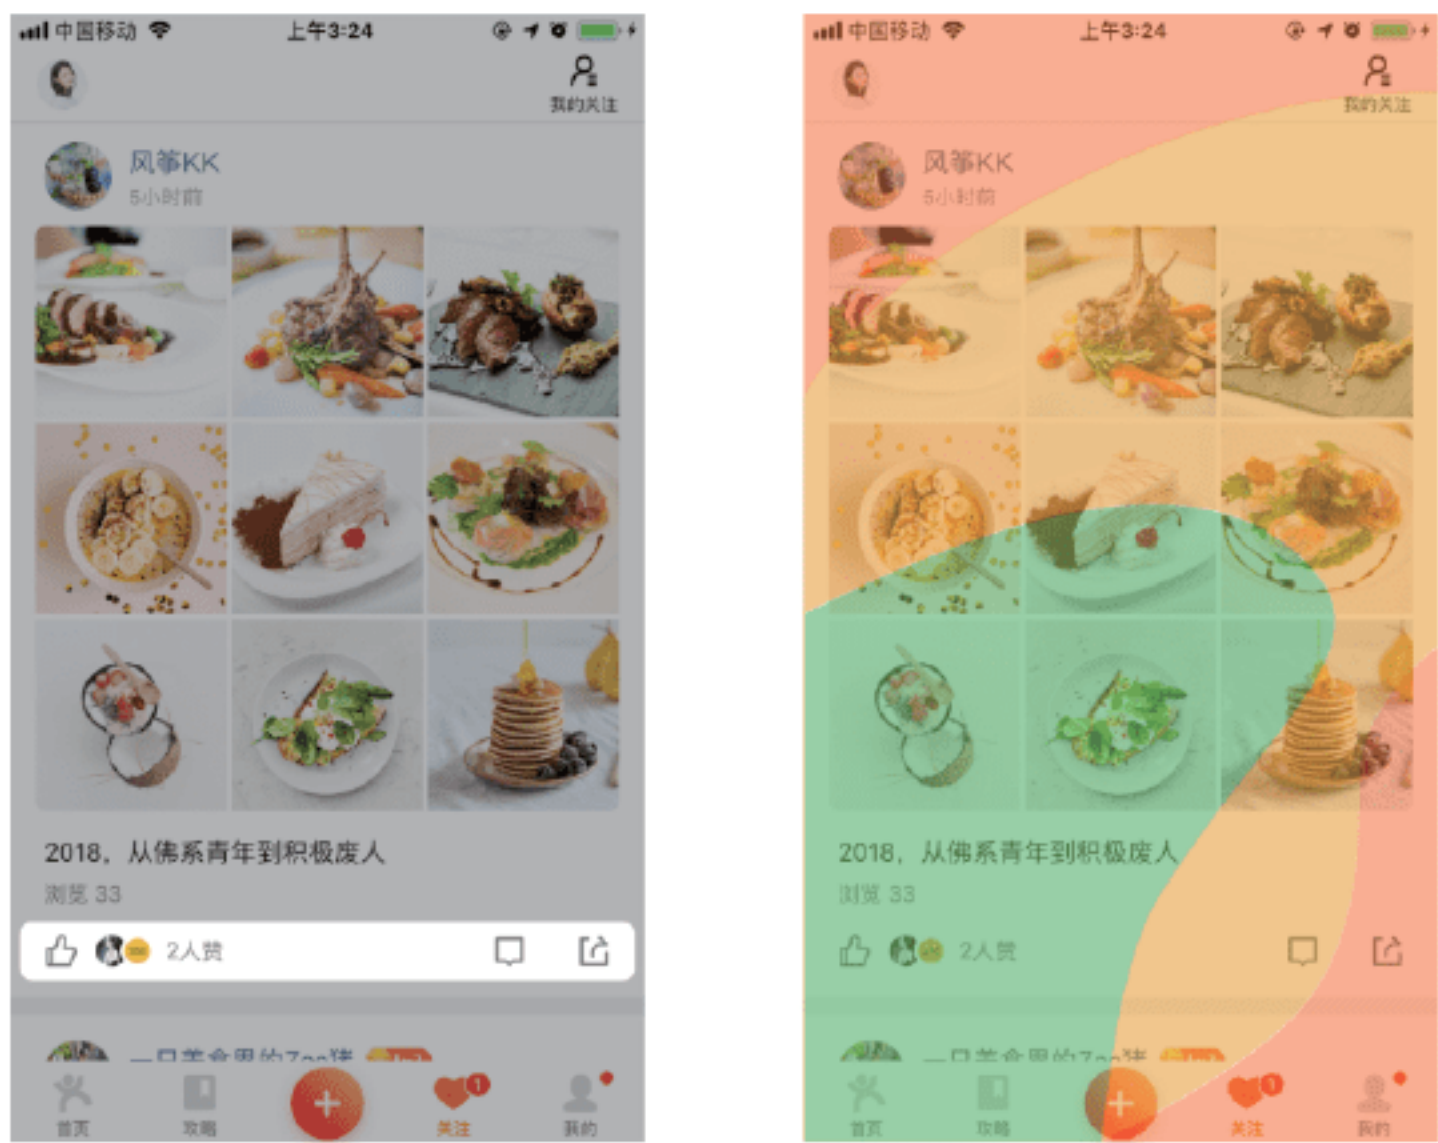 中国移动 上午3:24
我的关注
风筝KK
5小时前
2018，从佛系青年到积极废人
浏览 33
2人赞
1
首页 攻略 关注 我的
中国移动 上午3:24
我的关注
风筝KK
5小时前
2018，从佛系青年到积极废人
浏览 33
2人赞
1
首页 攻略 关注 我的